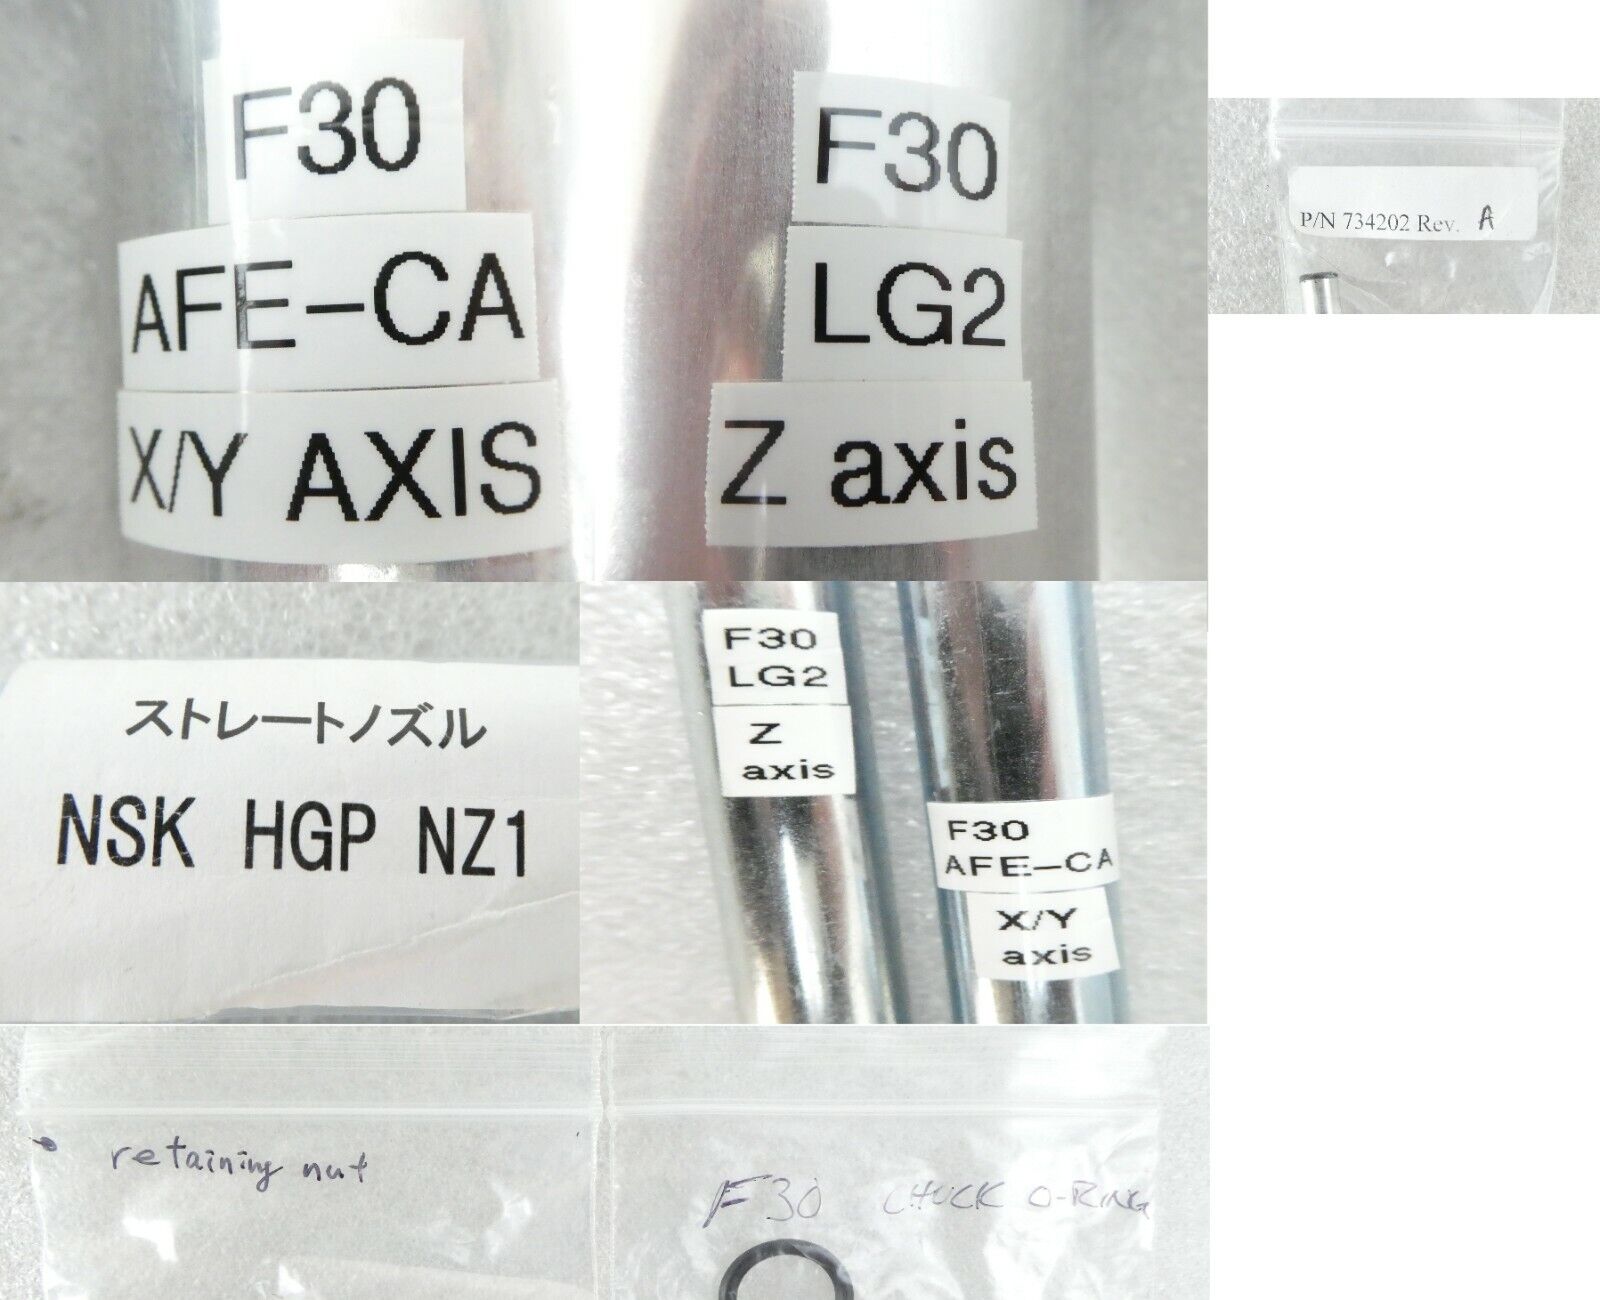 F30
AFE-CA
X/Y AXIS
F30
LG2
Z axis
P/N 734202 Rev. A
ストレートノズル
NSK HGP NZ1
F30
LG2
Z
axis
F30
AFE-CA
X/Y
axis
retaining nut
F30 CHUCK O-RING